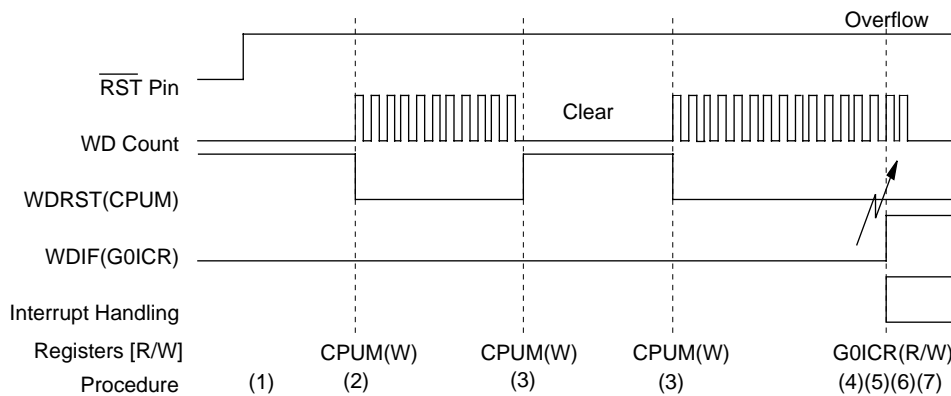 Overflow
RST Pin
Clear
WD Count
WDRST(CPUM)
WDIF(G0ICR)
Interrupt Handling
Registers [R/W] CPUM(W) CPUM(W) CPUM(W) G0ICR(R/W)
Procedure (1) (2) (3) (3) (4)(5)(6)(7)